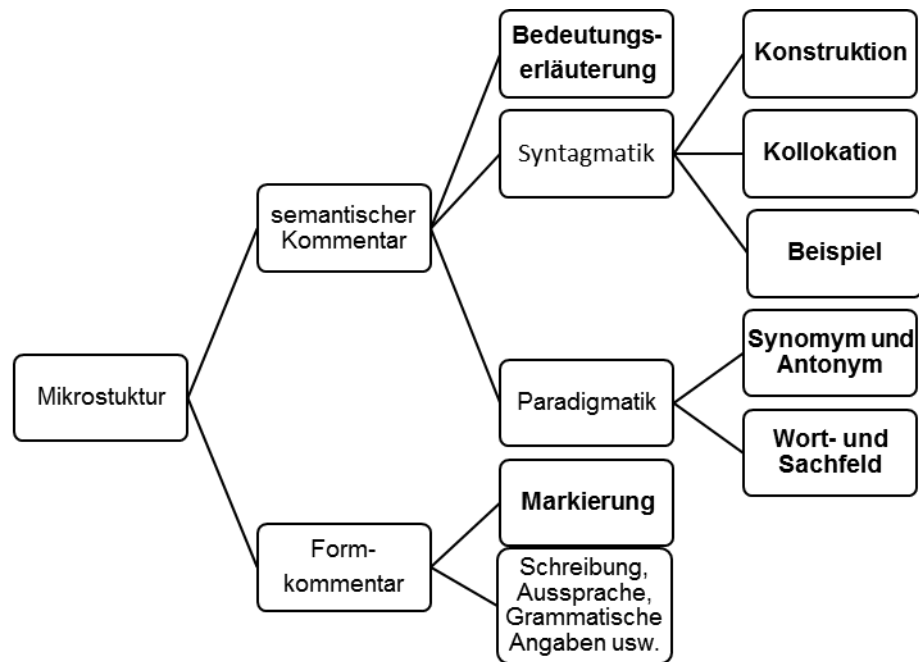 Mikrostuktur
semantischer
Kommentar
Bedeutungs-
erläuterung
Syntagmatik
Konstruktion
Kollokation
Beispiel
Paradigmatik
Synomym und
Antonym
Wort- und
Sachfeld
Form-
kommentar
Markierung
Schreibung,
Aussprache,
Grammatische
Angaben usw.